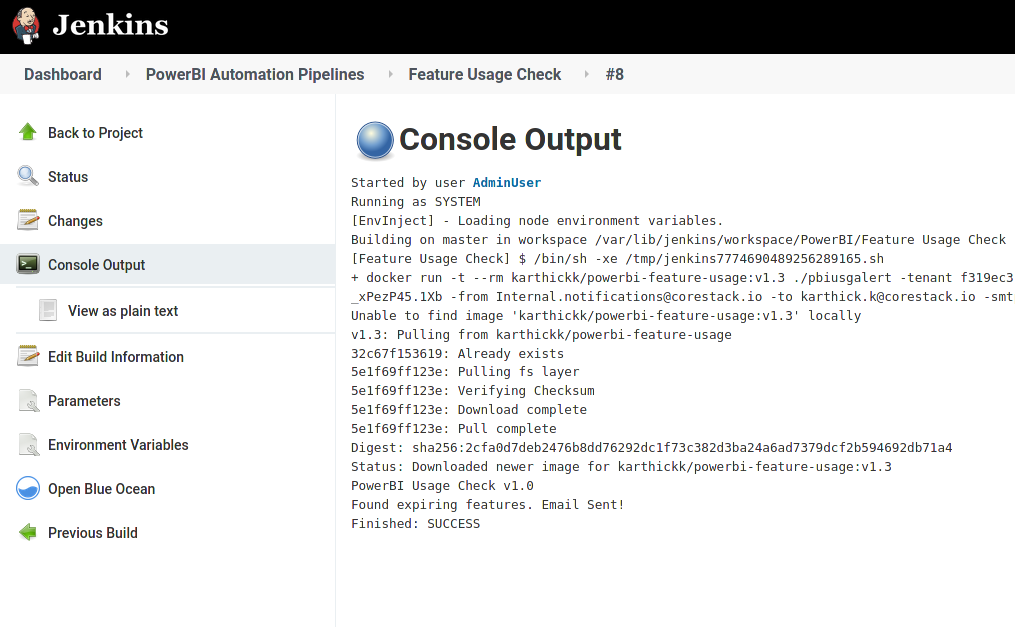 Jenkins
Dashboard PowerBI Automation Pipelines Feature Usage Check #8
Back to Project
Status
Changes
Console Output
View as plain text
Edit Build Information
Parameters
Environment Variables
Open Blue Ocean
Previous Build
Console Output
Started by user AdminUser
Running as SYSTEM
[EnvInject] - Loading node environment variables.
Building on master in workspace /var/lib/jenkins/workspace/PowerBI/Feature Usage Check
[Feature Usage Check] $ /bin/sh -xe /tmp/jenkins7774690489256289165.sh
+ docker run -t --rm karthickk/powerbi-feature-usage:v1.3 ./pbiusgalert -tenant f319ec3
_xPezP45.1Xb -from Internal.notifications@corestack.io -to karthick.k@corestack.io -smt
Unable to find image 'karthickk/powerbi-feature-usage:v1.3' locally
v1.3: Pulling from karthickk/powerbi-feature-usage
32c67f153619: Already exists
5e1f69ff123e: Pulling fs layer
5e1f69ff123e: Verifying Checksum
5e1f69ff123e: Download complete
5e1f69ff123e: Pull complete
Digest: sha256:2cfa0d7deb2476b8dd76292dc1f73c382d3ba24a6ad7379dcf2b594692db71a4
Status: Downloaded newer image for karthickk/powerbi-feature-usage:v1.3
PowerBI Usage Check v1.0
Found expiring features. Email Sent!
Finished: SUCCESS